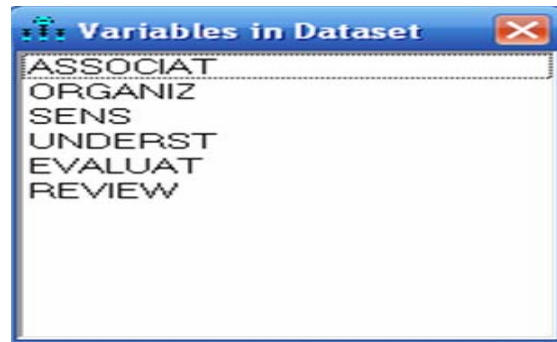 Variables in Dataset
ASSOCIAT
ORGANIZ
SENS
UNDERST
EVALUAT
REVIEW